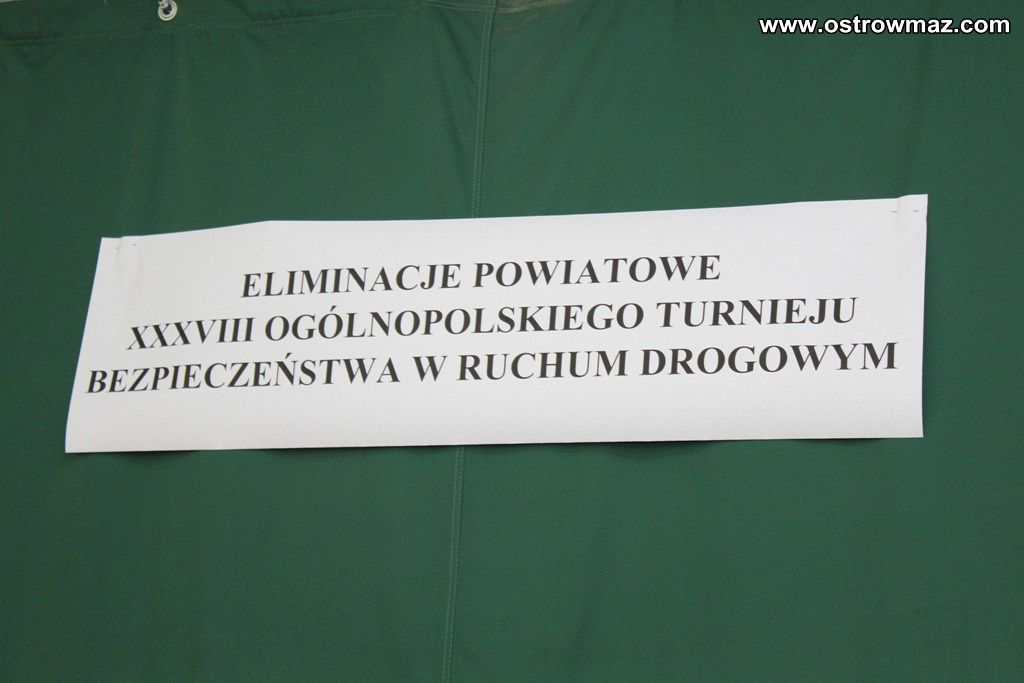 www.ostrowmaz.com
ELIMINACJE POWIATOWE
XXXVIII OGÓLNOPOLSKIEGO TURNIEJU
BEZPIECZEŃSTWA W RUCHUM DROGOWYM